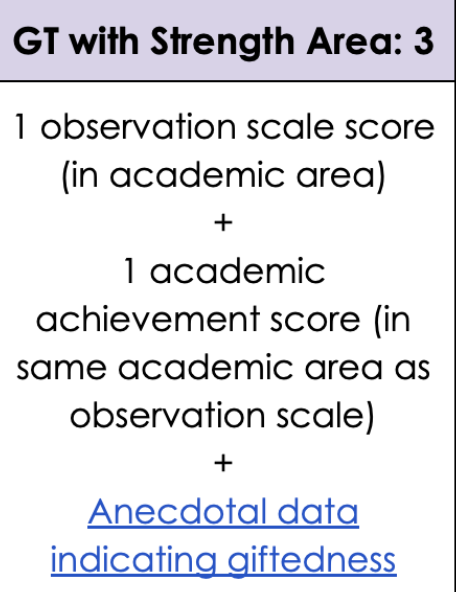 GT with Strength Area: 3
1 observation scale score
(in academic area)
+
1 academic
achievement score (in
same academic area as
observation scale)
+
Anecdotal data
indicating giftedness